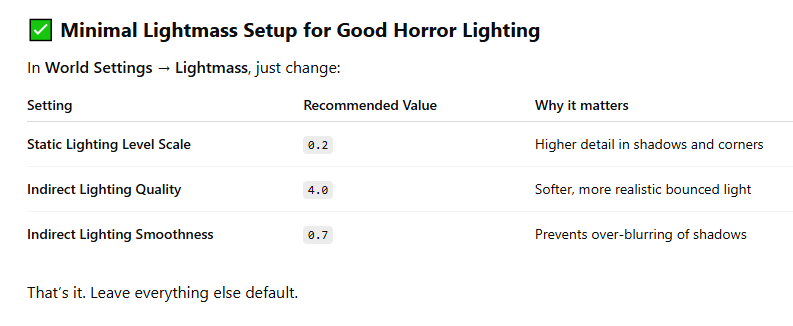 ✅ Minimal Lightmass Setup for Good Horror Lighting
In World Settings → Lightmass, just change:
Setting Recommended Value Why it matters
Static Lighting Level Scale 0.2 Higher detail in shadows and corners
Indirect Lighting Quality 4.0 Softer, more realistic bounced light
Indirect Lighting Smoothness 0.7 Prevents over-blurring of shadows
That’s it. Leave everything else default.